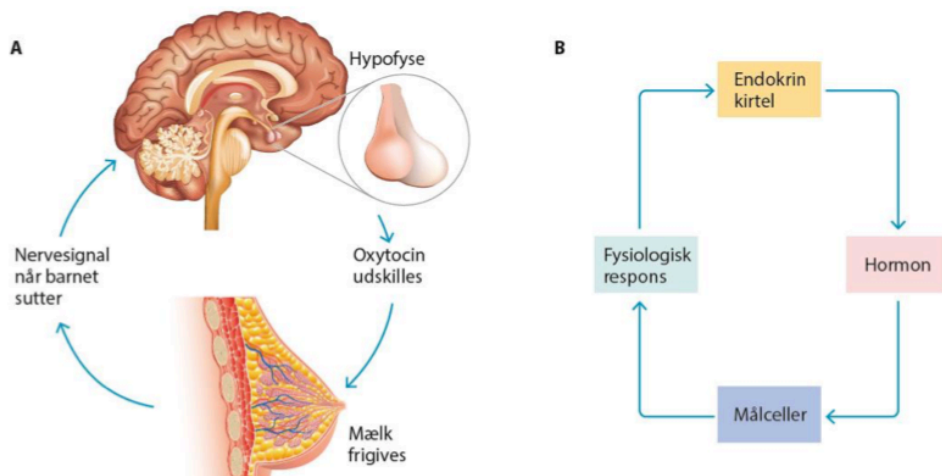 A
Hypofyse
Nervesignal
når barnet
sutter
Oxytocin
udskilles
Mælk
frigives
B
Endokrin
kirtel
Fysiologisk
respons
Hormon
Målceller